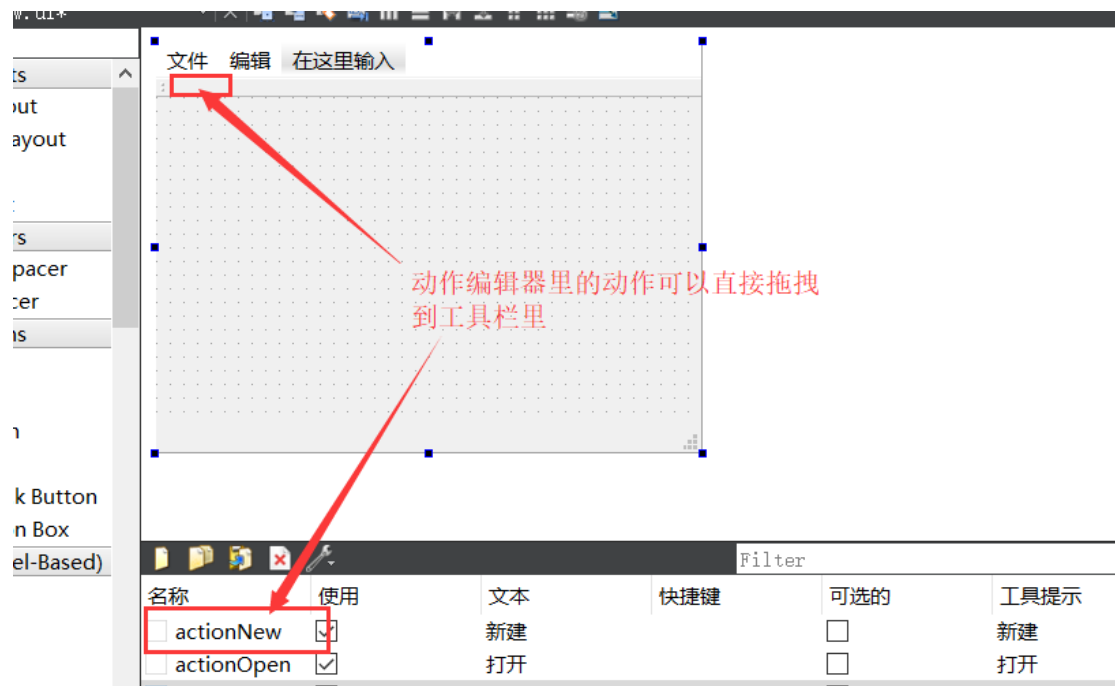 w.ui*
文件 编辑 在这里输入
ts
out
ayout
rs
pacer
cer
ns
动作编辑器里的动作可以直接拖拽
到工具栏里
n
k Button
n Box
el-Based)
Filter
名称 使用 文本 快捷键 可选的 工具提示
actionNew 新建 新建
actionOpen 打开 打开